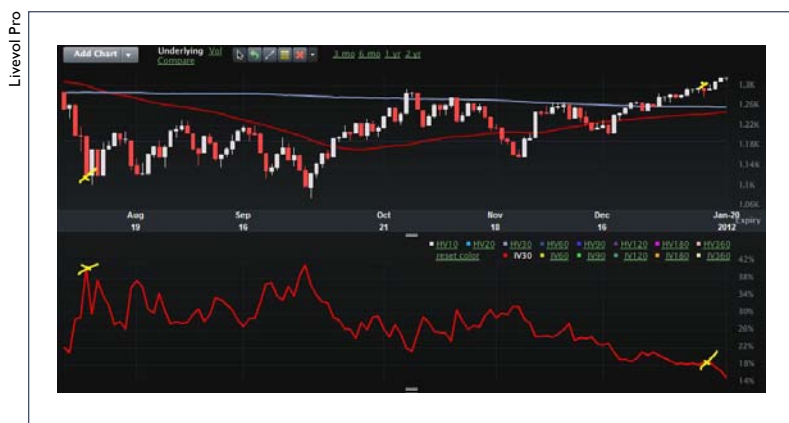 Livevol Pro
Add Chart Underlying Vol 3 mo 6 mo 1 yr 2 yr
Compare
1.3K
1.26K
1.22K
1.18K
1.14K
1.1K
1.06K
Aug Sep Oct Nov Dec Jan-20 Expiry
19 16 21 18 16 2012
HV10 HV20 HV30 HV60 HV90 HV120 HV180 HV360
reset color IV30 IV60 IV90 IV120 IV180 IV360
42%
38%
34%
30%
26%
22%
18%
14%